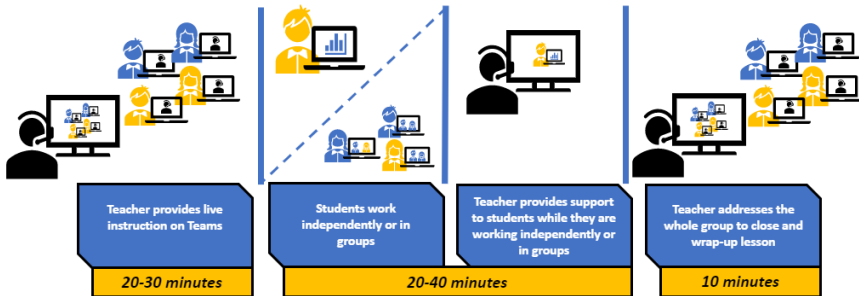 Teacher provides live
instruction on Teams
Students work
independently or in
groups
Teacher provides support
to students while they are
working independently or
in groups
Teacher addresses the
whole group to close and
wrap-up lesson
20-30 minutes
20-40 minutes
10 minutes